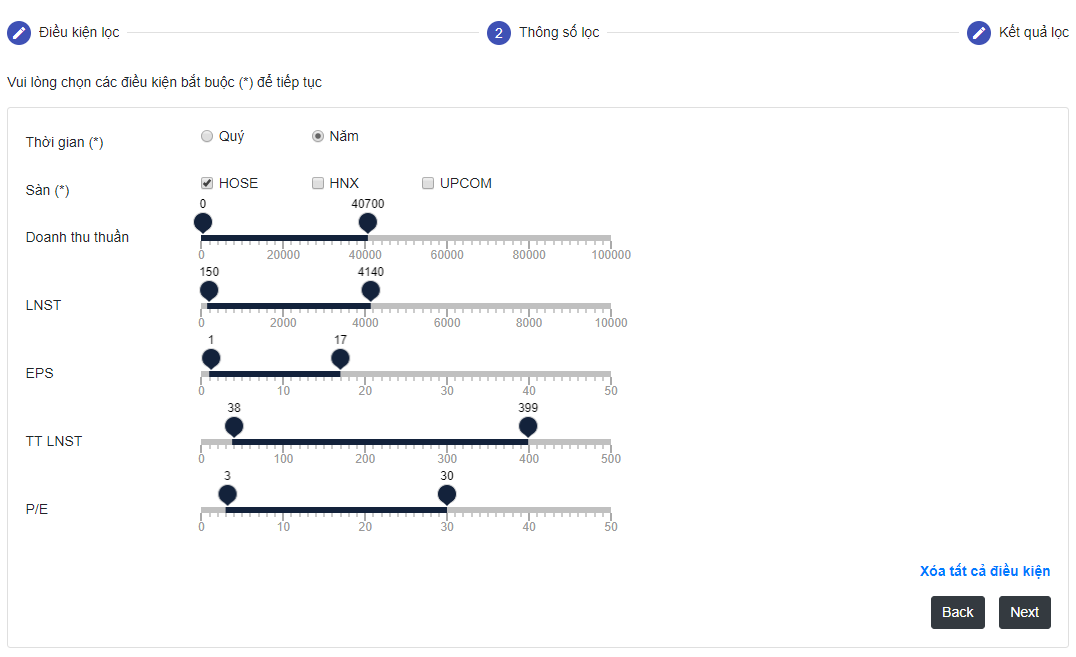 Điều kiện lọc 2 Thông số lọc Kết quả lọc
Vui lòng chọn các điều kiện bắt buộc (*) để tiếp tục
Thời gian (*) Quý Năm
Sàn (*) HOSE HNX UPCOM
0 40700
Doanh thu thuần
0 20000 40000 60000 80000 100000
150 4140
LNST
0 2000 4000 6000 8000 10000
1 17
EPS
0 10 20 30 40 50
38 399
TT LNST
0 100 200 300 400 500
3 30
P/E
0 10 20 30 40 50
Xóa tất cả điều kiện
Back Next